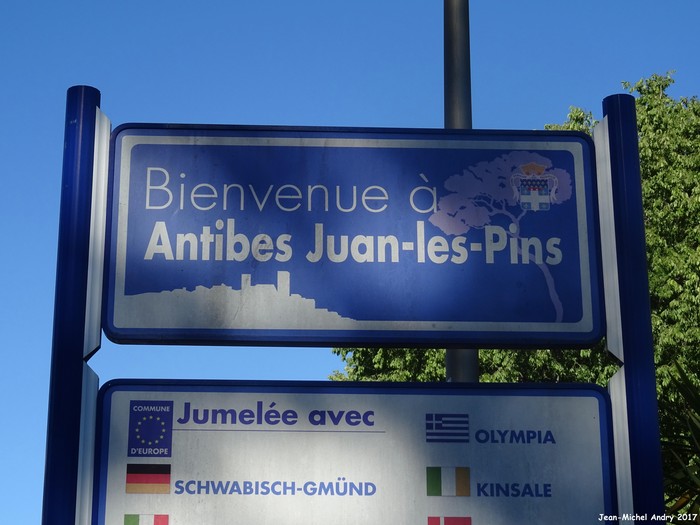 Bienvenue à
Antibes Juan-les-Pins
COMMUNE
D'EUROPE
Jumelée avec
OLYMPIA
SCHWABISCH-GMÜND
KINSALE
Jean-Michel Andry 2017